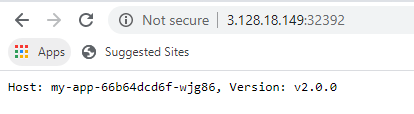 Not secure | 3.128.18.149:32392
Apps Suggested Sites
Host: my-app-66b64dcd6f-wjg86, Version: v2.0.0